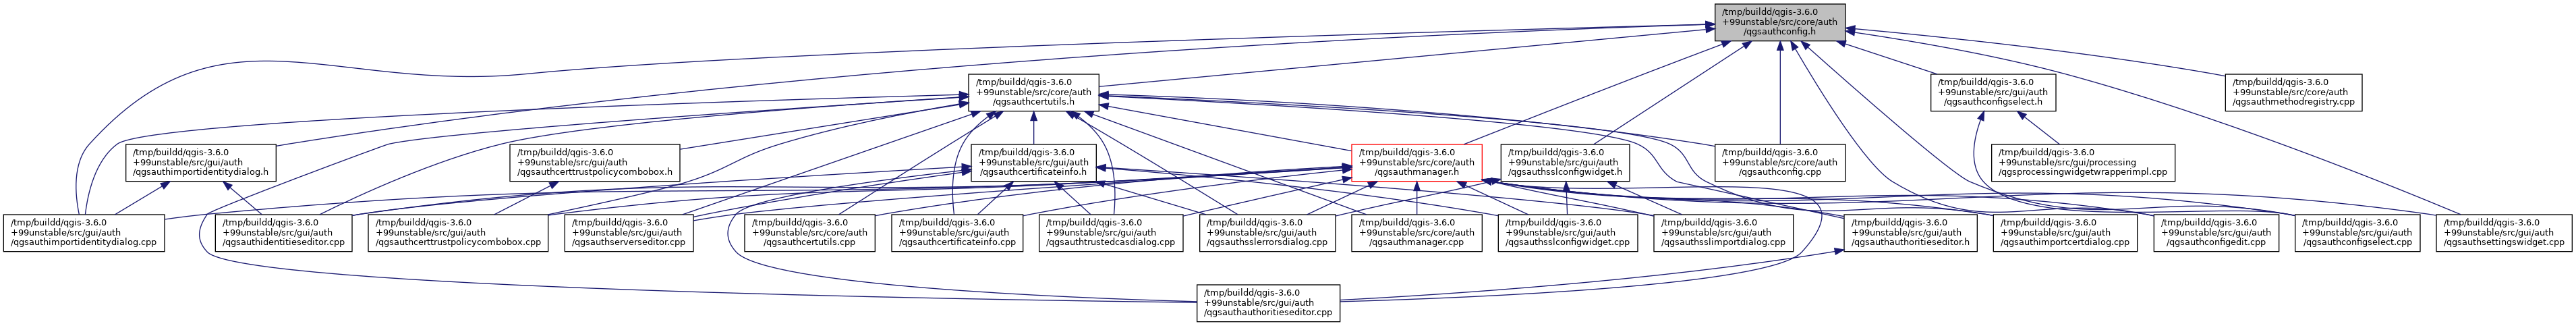 /tmp/buildd/qgis-3.6.0
+99unstable/src/core/auth
/qgsauthconfig.h
/tmp/buildd/qgis-3.6.0
+99unstable/src/core/auth
/qgsauthcertutils.h
/tmp/buildd/qgis-3.6.0
+99unstable/src/gui/auth
/qgsauthconfigselect.h
/tmp/buildd/qgis-3.6.0
+99unstable/src/core/auth
/qgsauthmethodregistry.cpp
/tmp/buildd/qgis-3.6.0
+99unstable/src/gui/auth
/qgsauthimportidentitydialog.h
/tmp/buildd/qgis-3.6.0
+99unstable/src/gui/auth
/qgsauthcerttrustpolicycombobox.h
/tmp/buildd/qgis-3.6.0
+99unstable/src/gui/auth
/qgsauthcertificateinfo.h
/tmp/buildd/qgis-3.6.0
+99unstable/src/core/auth
/qgsauthmanager.h
/tmp/buildd/qgis-3.6.0
+99unstable/src/gui/auth
/qgsauthsslconfigwidget.h
/tmp/buildd/qgis-3.6.0
+99unstable/src/core/auth
/qgsauthconfig.cpp
/tmp/buildd/qgis-3.6.0
+99unstable/src/gui/processing
/qgsprocessingwidgetwrapperimpl.cpp
/tmp/buildd/qgis-3.6.0
+99unstable/src/gui/auth
/qgsauthimportidentitydialog.cpp
/tmp/buildd/qgis-3.6.0
+99unstable/src/gui/auth
/qgsauthidentitieseditor.cpp
/tmp/buildd/qgis-3.6.0
+99unstable/src/gui/auth
/qgsauthcerttrustpolicycombobox.cpp
/tmp/buildd/qgis-3.6.0
+99unstable/src/gui/auth
/qgsauthserverseditor.cpp
/tmp/buildd/qgis-3.6.0
+99unstable/src/core/auth
/qgsauthcertutils.cpp
/tmp/buildd/qgis-3.6.0
+99unstable/src/gui/auth
/qgsauthcertificateinfo.cpp
/tmp/buildd/qgis-3.6.0
+99unstable/src/gui/auth
/qgsauthtrustedcasdialog.cpp
/tmp/buildd/qgis-3.6.0
+99unstable/src/gui/auth
/qgsauthsslerrorsdialog.cpp
/tmp/buildd/qgis-3.6.0
+99unstable/src/core/auth
/qgsauthmanager.cpp
/tmp/buildd/qgis-3.6.0
+99unstable/src/gui/auth
/qgsauthsslconfigwidget.cpp
/tmp/buildd/qgis-3.6.0
+99unstable/src/gui/auth
/qgsauthsslimportdialog.cpp
/tmp/buildd/qgis-3.6.0
+99unstable/src/gui/auth
/qgsauthauthoritieseditor.h
/tmp/buildd/qgis-3.6.0
+99unstable/src/gui/auth
/qgsauthimportcertdialog.cpp
/tmp/buildd/qgis-3.6.0
+99unstable/src/gui/auth
/qgsauthconfigedit.cpp
/tmp/buildd/qgis-3.6.0
+99unstable/src/gui/auth
/qgsauthconfigselect.cpp
/tmp/buildd/qgis-3.6.0
+99unstable/src/gui/auth
/qgsauthsettingswidget.cpp
/tmp/buildd/qgis-3.6.0
+99unstable/src/gui/auth
/qgsauthauthoritieseditor.cpp